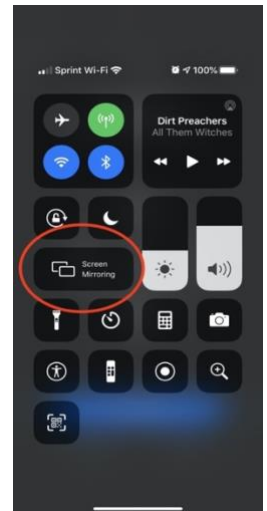 Sprint Wi-Fi 100%
Dirt Preachers
All Them Witches
Screen
Mirroring